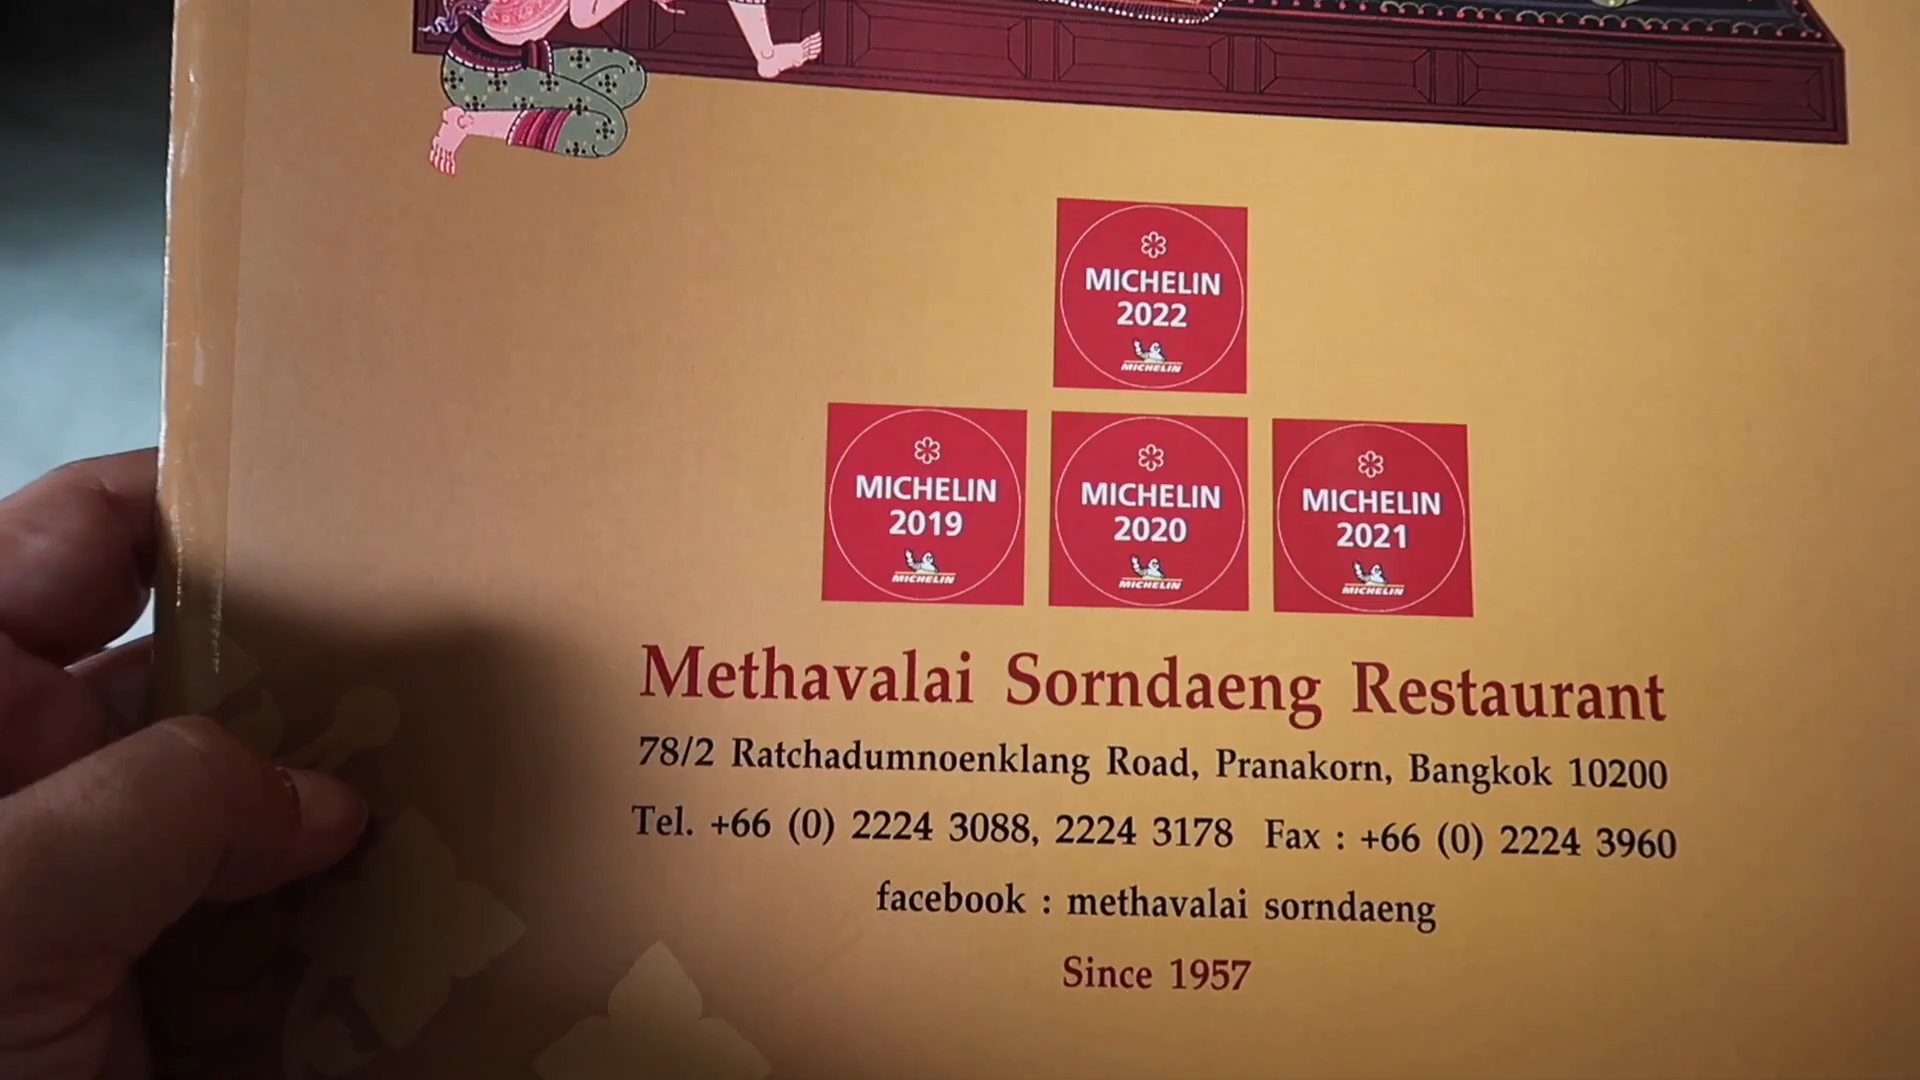 MICHELIN
2022
MICHELIN
MICHELIN
2019
MICHELIN
MICHELIN
2020
MICHELIN
MICHELIN
2021
MICHELIN
Methavalai Sorndaeng Restaurant
78/2 Ratchadumnoenklang Road, Pranakorn, Bangkok 10200
Tel. +66 (0) 2224 3088, 2224 3178 Fax : +66 (0) 2224 3960
facebook : methavalai sorndaeng
Since 1957